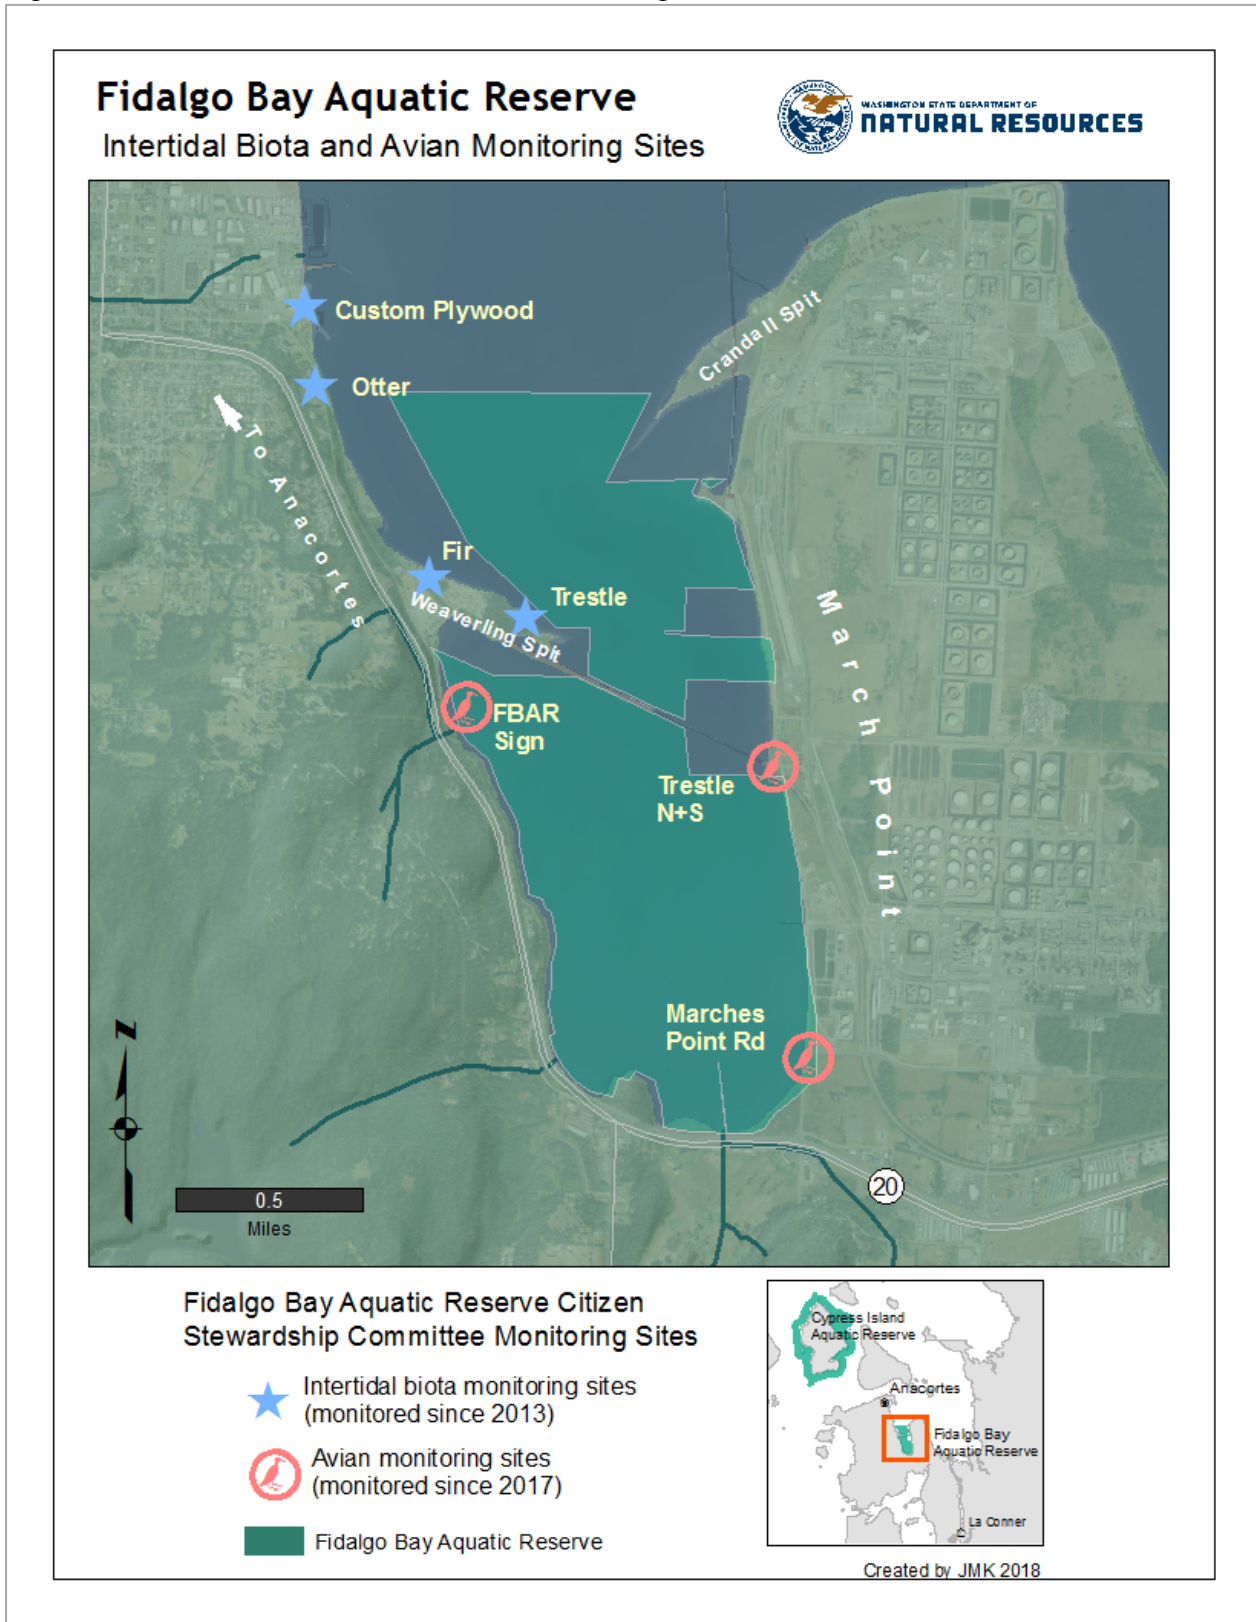 Fidalgo Bay Aquatic Reserve
Intertidal Biota and Avian Monitoring Sites
WASHINGTON STATE DEPARTMENT OF
NATURAL RESOURCES
Custom Plywood
Otter
Crandall Spit
To Anacortes
Fir
Trestle
Weaverling Spit
March Point
FBAR
Sign
Trestle
N+S
Marches
Point Rd
N
20
0.5
Miles
Fidalgo Bay Aquatic Reserve Citizen
Stewardship Committee Monitoring Sites
Intertidal biota monitoring sites
(monitored since 2013)
Avian monitoring sites
(monitored since 2017)
Fidalgo Bay Aquatic Reserve
Cypress Island
Aquatic Reserve
Anacortes
Fidalgo Bay
Aquatic Reserve
La Conner
Created by JMK 2018